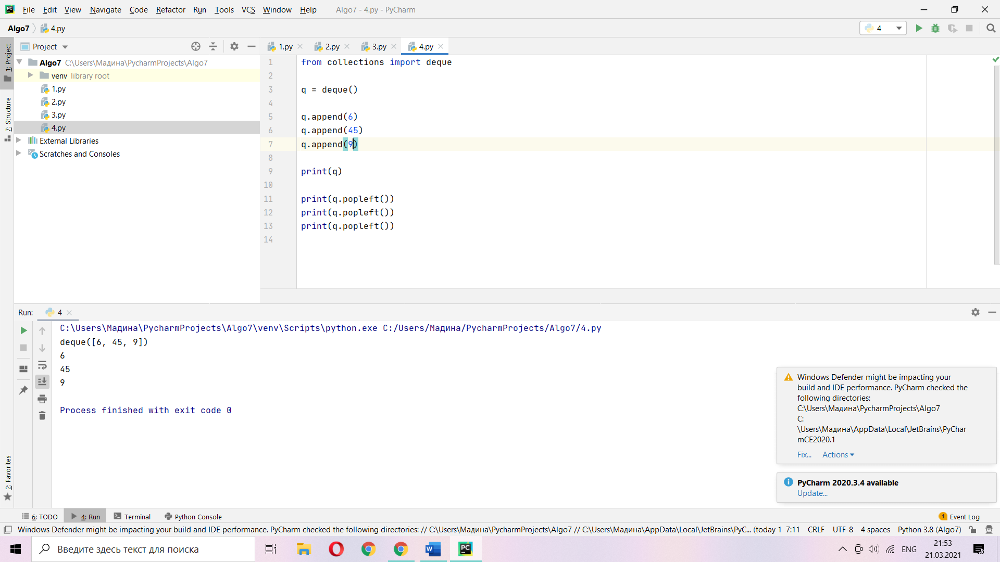 File Edit View Navigate Code Refactor Run Tools VCS Window Help Algo7 - 4.py - PyCharm
Algo7 4.py 4
1: Project
7: Structure
2: Favorites
Project
Algo7 C:\Users\Мадина\PycharmProjects\Algo7
venv library root
1.py
2.py
3.py
4.py
External Libraries
Scratches and Consoles
1.py 2.py 3.py 4.py
1 from collections import deque
2
3 q = deque()
4
5 q.append(6)
6 q.append(45)
7 q.append(9)
8
9 print(q)
10
11 print(q.popleft())
12 print(q.popleft())
13 print(q.popleft())
14
Run: 4
C:\Users\Мадина\PycharmProjects\Algo7\venv\Scripts\python.exe C:/Users/Мадина/PycharmProjects/Algo7/4.py
deque([6, 45, 9])
6
45
9
Process finished with exit code 0
Windows Defender might be impacting your
build and IDE performance. PyCharm checked the
following directories:
C:\Users\Мадина\PycharmProjects\Algo7
C:
\Users\Мадина\AppData\Local\JetBrains\PyChar
mCE2020.1
Fix... Actions
PyCharm 2020.3.4 available
Update...
6: TODO 4: Run Terminal Python Console 1 Event Log
Windows Defender might be impacting your build and IDE performance. PyCharm checked the following directories: // C:\Users\Мадина\PycharmProjects\Algo7 // C:\Users\Мадина\AppData\Local\JetBrains\PyC... (today 1 7:11 CRLF UTF-8 4 spaces Python 3.8 (Algo7)
Введите здесь текст для поиска
W PC ENG
21:53
21.03.2021